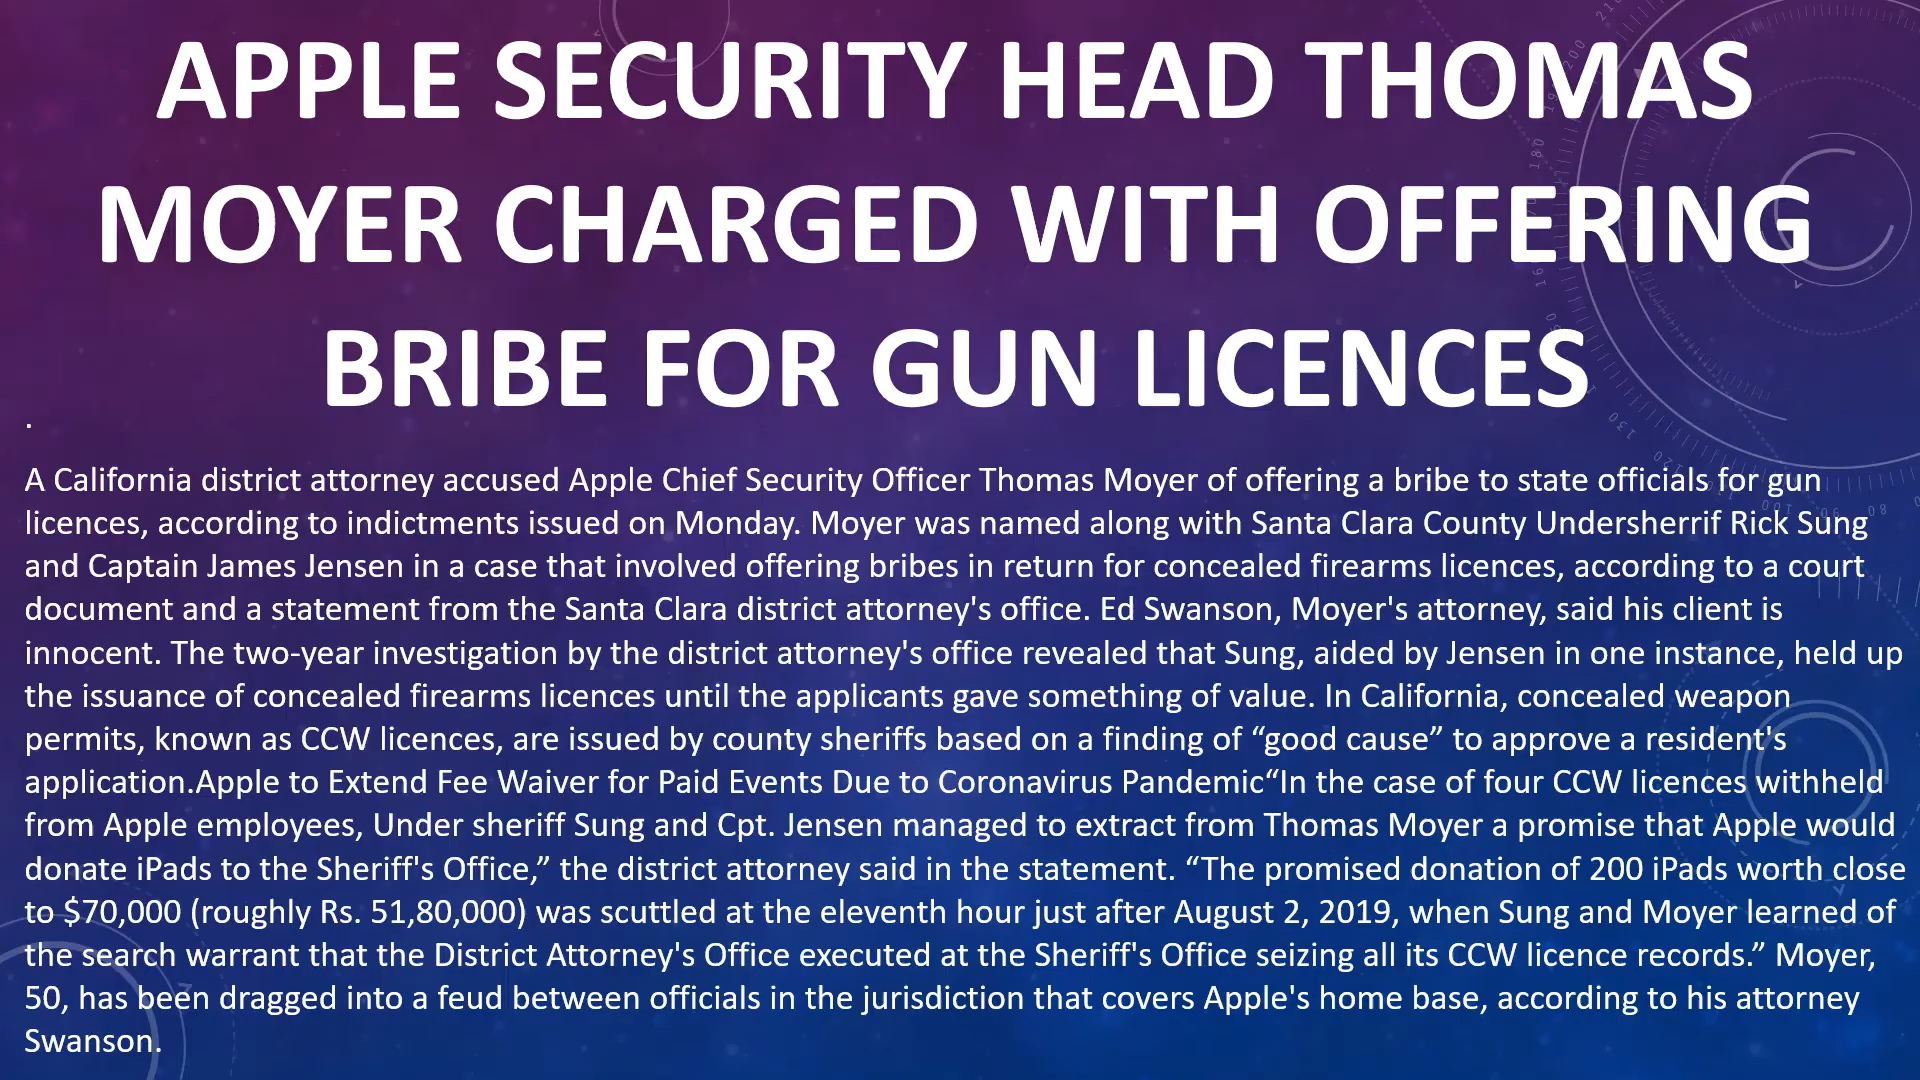 APPLE SECURITY HEAD THOMAS
MOYER CHARGED WITH OFFERING
BRIBE FOR GUN LICENCES
.
A California district attorney accused Apple Chief Security Officer Thomas Moyer of offering a bribe to state officials for gun
licences, according to indictments issued on Monday. Moyer was named along with Santa Clara County Undersherrif Rick Sung
and Captain James Jensen in a case that involved offering bribes in return for concealed firearms licences, according to a court
document and a statement from the Santa Clara district attorney's office. Ed Swanson, Moyer's attorney, said his client is
innocent. The two-year investigation by the district attorney's office revealed that Sung, aided by Jensen in one instance, held up
the issuance of concealed firearms licences until the applicants gave something of value. In California, concealed weapon
permits, known as CCW licences, are issued by county sheriffs based on a finding of “good cause” to approve a resident's
application.Apple to Extend Fee Waiver for Paid Events Due to Coronavirus Pandemic“In the case of four CCW licences withheld
from Apple employees, Under sheriff Sung and Cpt. Jensen managed to extract from Thomas Moyer a promise that Apple would
donate iPads to the Sheriff's Office,” the district attorney said in the statement. “The promised donation of 200 iPads worth close
to $70,000 (roughly Rs. 51,80,000) was scuttled at the eleventh hour just after August 2, 2019, when Sung and Moyer learned of
the search warrant that the District Attorney's Office executed at the Sheriff's Office seizing all its CCW licence records.” Moyer,
50, has been dragged into a feud between officials in the jurisdiction that covers Apple's home base, according to his attorney
Swanson.